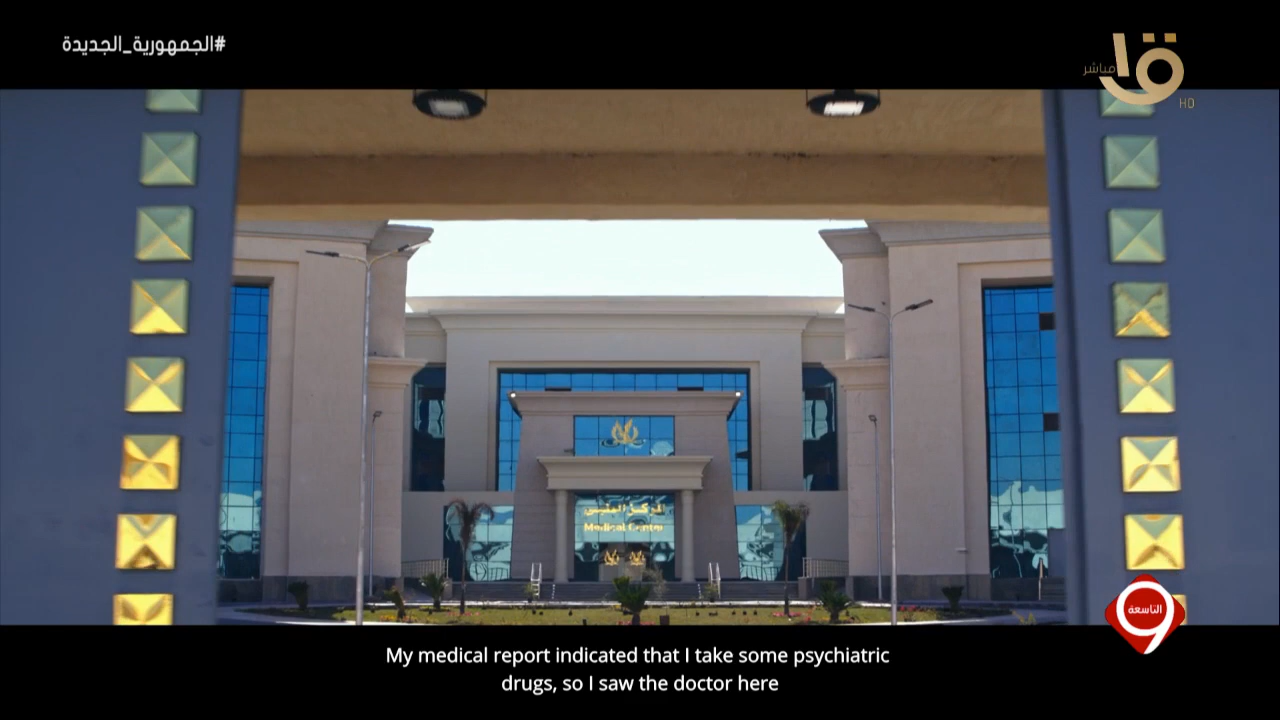 #الجمهورية_الجديدة
مباشر
HD
المركز الطبي
Medical Center
التاسعة
9
My medical report indicated that I take some psychiatric
drugs, so I saw the doctor here